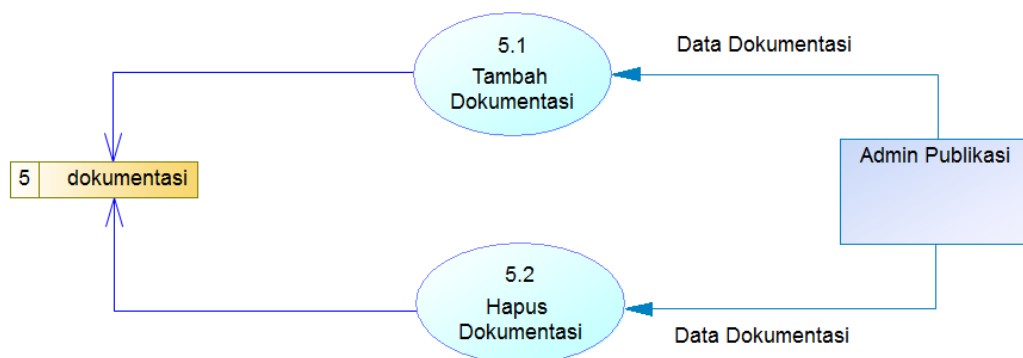 5.1
Tambah
Dokumentasi
Data Dokumentasi
Admin Publikasi
5 dokumentasi
5.2
Hapus
Dokumentasi
Data Dokumentasi